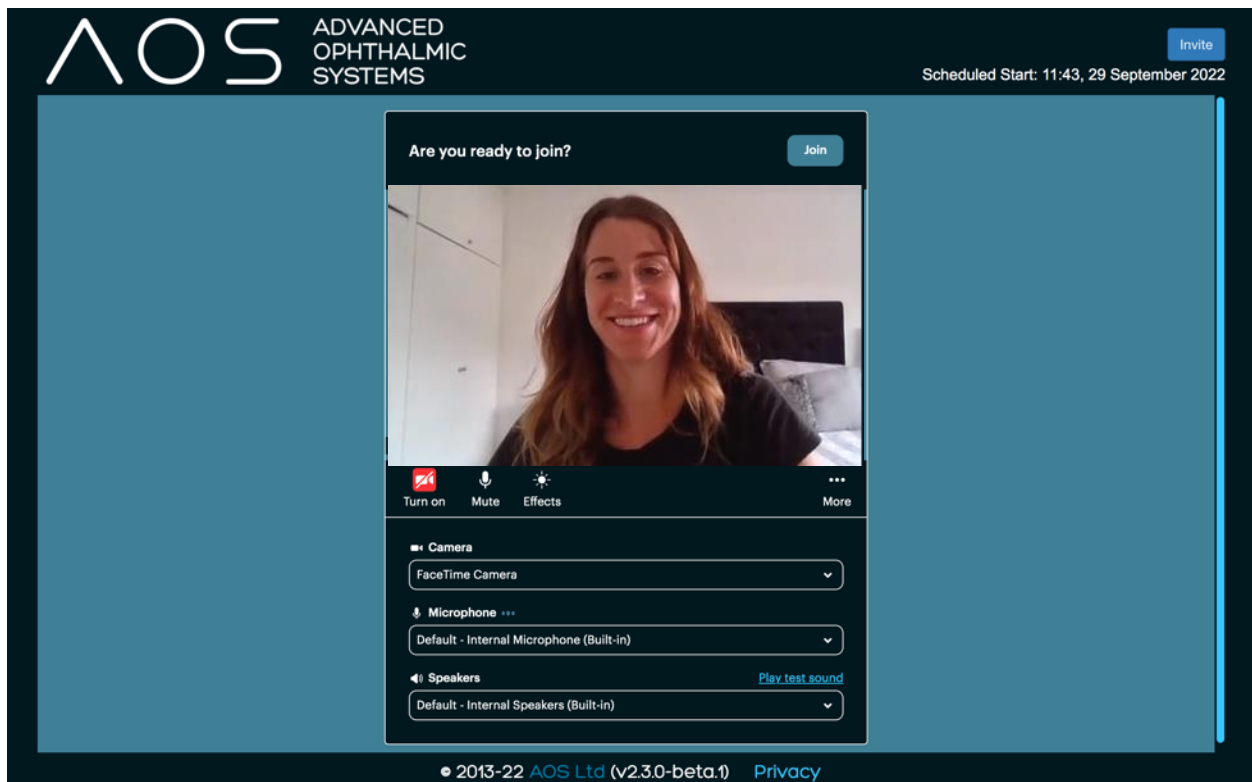 AOS
ADVANCED
OPHTHALMIC
SYSTEMS
Invite
Scheduled Start: 11:43, 29 September 2022
Are you ready to join?
Join
Turn on Mute Effects More
Camera
FaceTime Camera
Microphone
Default - Internal Microphone (Built-in)
Speakers Play test sound
Default - Internal Speakers (Built-in)
© 2013-22 AOS Ltd (v2.3.0-beta.1) Privacy